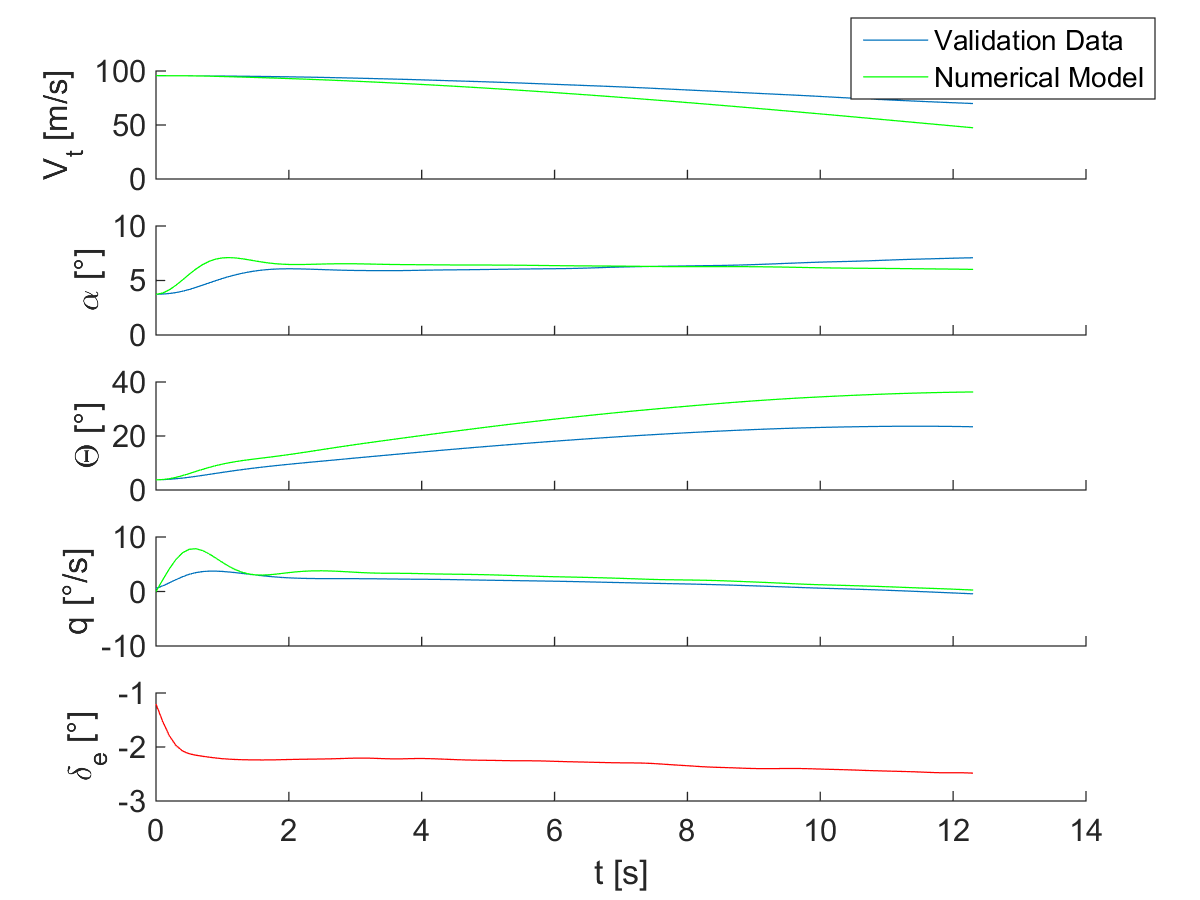 Validation Data
Numerical Model
100
50
0
V_t [m/s]
10
5
0
α [°]
40
20
0
Θ [°]
10
0
-10
q [°/s]
-1
-2
-3
δ_e [°]
0 2 4 6 8 10 12 14
t [s]